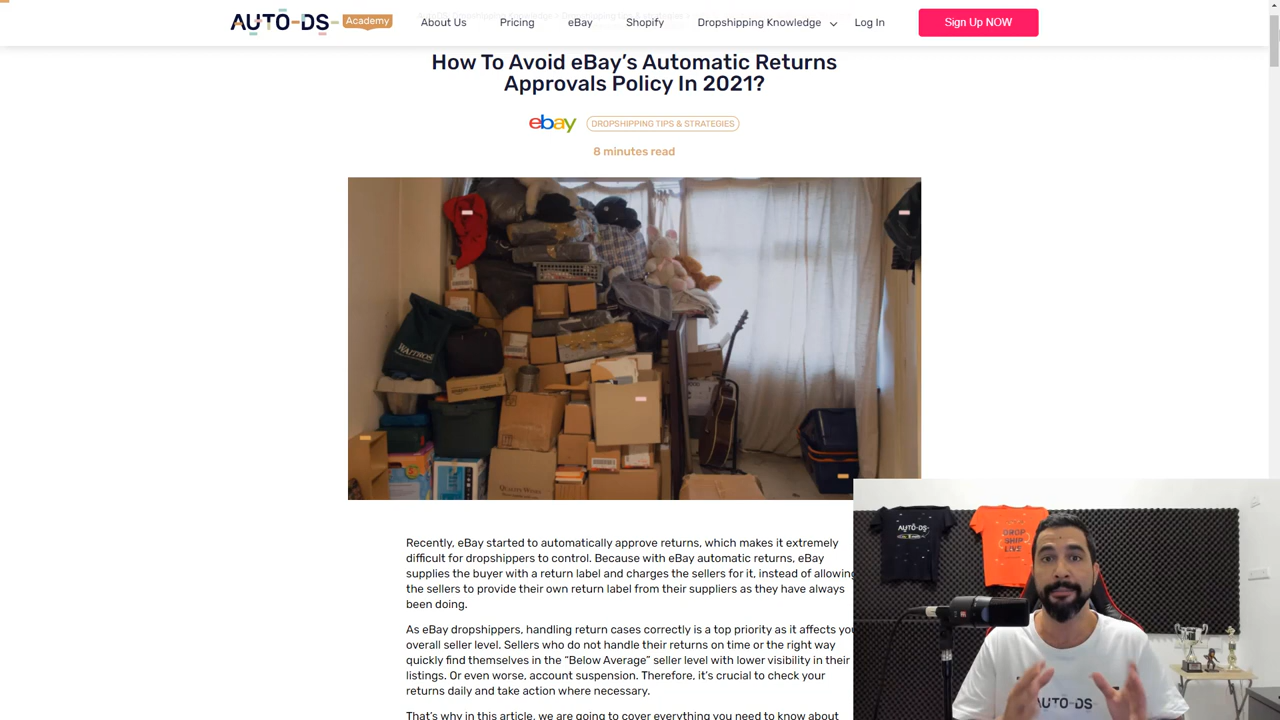 AUTO-DS- Academy About Us Pricing eBay Shopify Dropshipping Knowledge Log In Sign Up NOW
How To Avoid eBay's Automatic Returns
Approvals Policy In 2021?
ebay DROPSHIPPING TIPS & STRATEGIES
8 minutes read
WAITROSE
Recently, eBay started to automatically approve returns, which makes it extremely
difficult for dropshippers to control. Because with eBay automatic returns, eBay
supplies the buyer with a return label and charges the sellers for it, instead of allowing
the sellers to provide their own return label from their suppliers as they have always
been doing.
As eBay dropshippers, handling return cases correctly is a top priority as it affects you
overall seller level. Sellers who do not handle their returns on time or the right way
quickly find themselves in the “Below Average” seller level with lower visibility in their
listings. Or even worse, account suspension. Therefore, it's crucial to check your
returns daily and take action where necessary.
That's why in this article, we are going to cover everything you need to know about
AUTO-DS
DROP
SHIP
LIFE
AUTO-DS